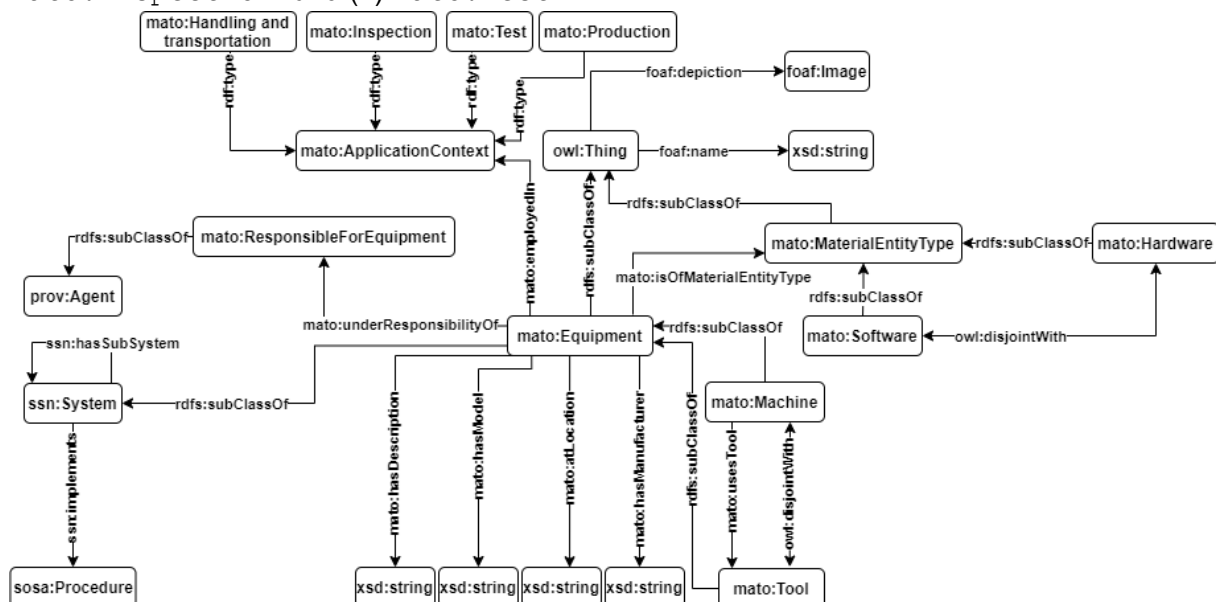 mato:Handling and
transportation
mato:Inspection
mato:Test
mato:Production
rdf:type
rdf:type
rdf:type
rdf:type
foaf:depiction
foaf:Image
mato:ApplicationContext
owl:Thing
foaf:name
xsd:string
mato:employedIn
rdfs:subClassOf
rdfs:subClassOf
rdfs:subClassOf
mato:ResponsibleForEquipment
mato:MaterialEntityType
rdfs:subClassOf
mato:Hardware
mato:isOfMaterialEntityType
prov:Agent
rdfs:subClassOf
mato:underResponsibilityOf
mato:Equipment
rdfs:subClassOf
mato:Software
owl:disjointWith
ssn:hasSubSystem
ssn:System
rdfs:subClassOf
mato:Machine
ssn:implements
mato:hasDescription
mato:hasModel
mato:atLocation
mato:hasManufacturer
rdfs:subClassOf
mato:usesTool
owl:disjointWith
sosa:Procedure
xsd:string
xsd:string
xsd:string
xsd:string
mato:Tool